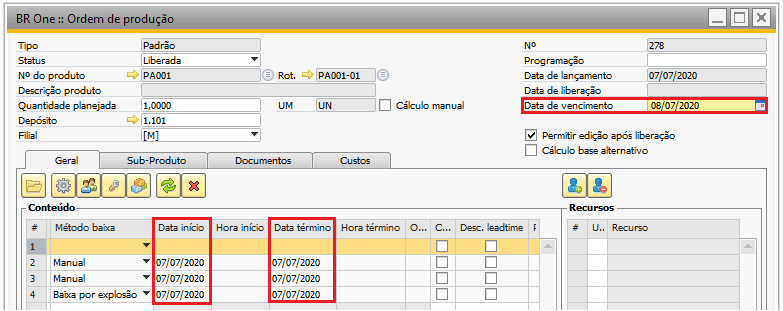 BR One :: Ordem de produção
Tipo Padrão Nº 278
Status Liberada Programação
Nº do produto PA001 Rot. PA001-01 Data de lançamento 07/07/2020
Descrição produto Data de liberação
Quantidade planejada 1,0000 UM UN Cálculo manual Data de vencimento 08/07/2020
Depósito 1.101
Filial [M] Permitir edição após liberação
Cálculo base alternativo
Geral Sub-Produto Documentos Custos
Conteúdo Recursos
# Método baixa Data início Hora início Data término Hora término O... C... Desc. leadtime # U.. Recurso
1
2 Manual 07/07/2020 07/07/2020
3 Manual 07/07/2020 07/07/2020
4 Baixa por explosão 07/07/2020 07/07/2020